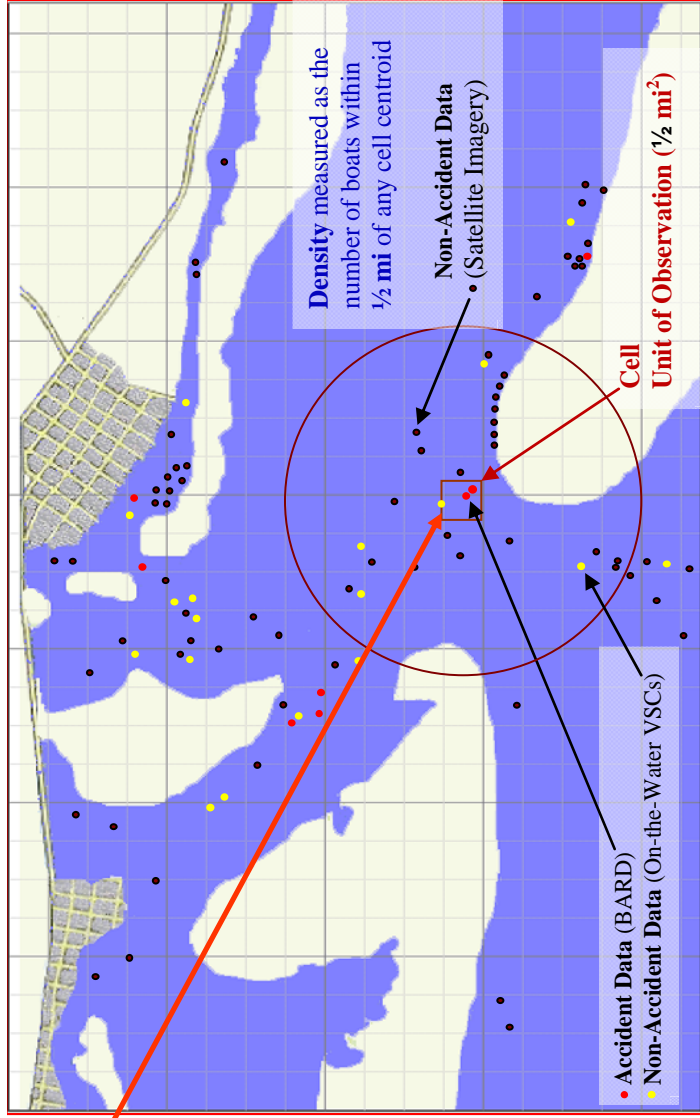 Density measured as the
number of boats within
½ mi of any cell centroid
Non-Accident Data
(Satellite Imagery)
Cell
Unit of Observation (½ mi²)
Accident Data (BARD)
Non-Accident Data (On-the-Water VSCs)